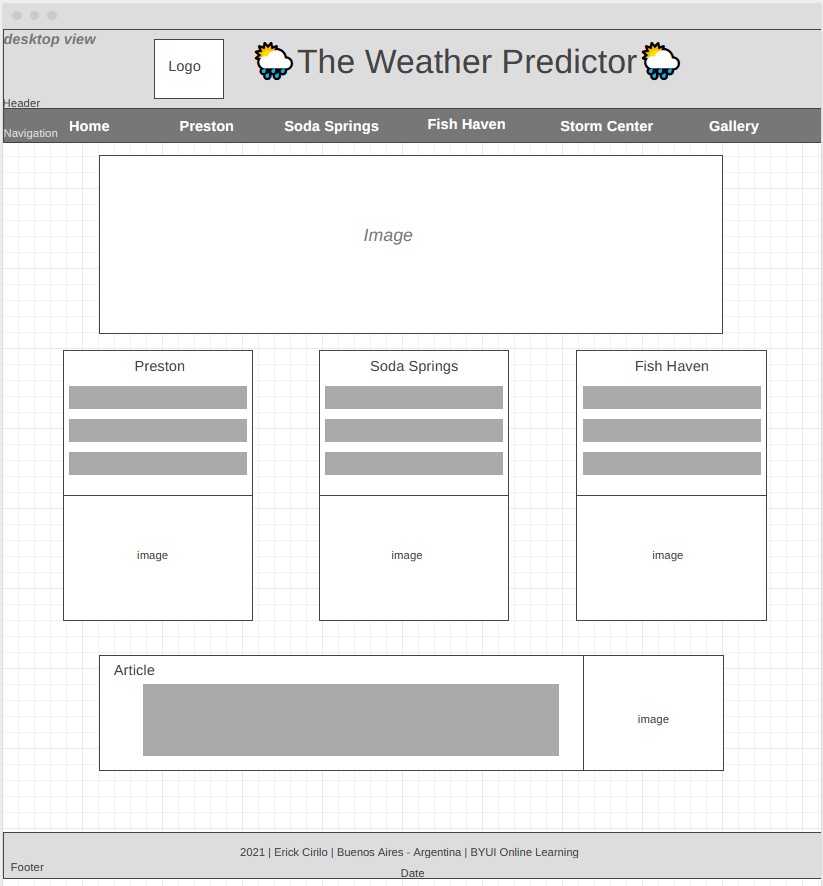 desktop view
Logo
The Weather Predictor
Header
Navigation Home Preston Soda Springs Fish Haven Storm Center Gallery
Image
Preston Soda Springs Fish Haven
image image image
Article
image
2021 | Erick Cirilo | Buenos Aires - Argentina | BYUI Online Learning
Footer
Date